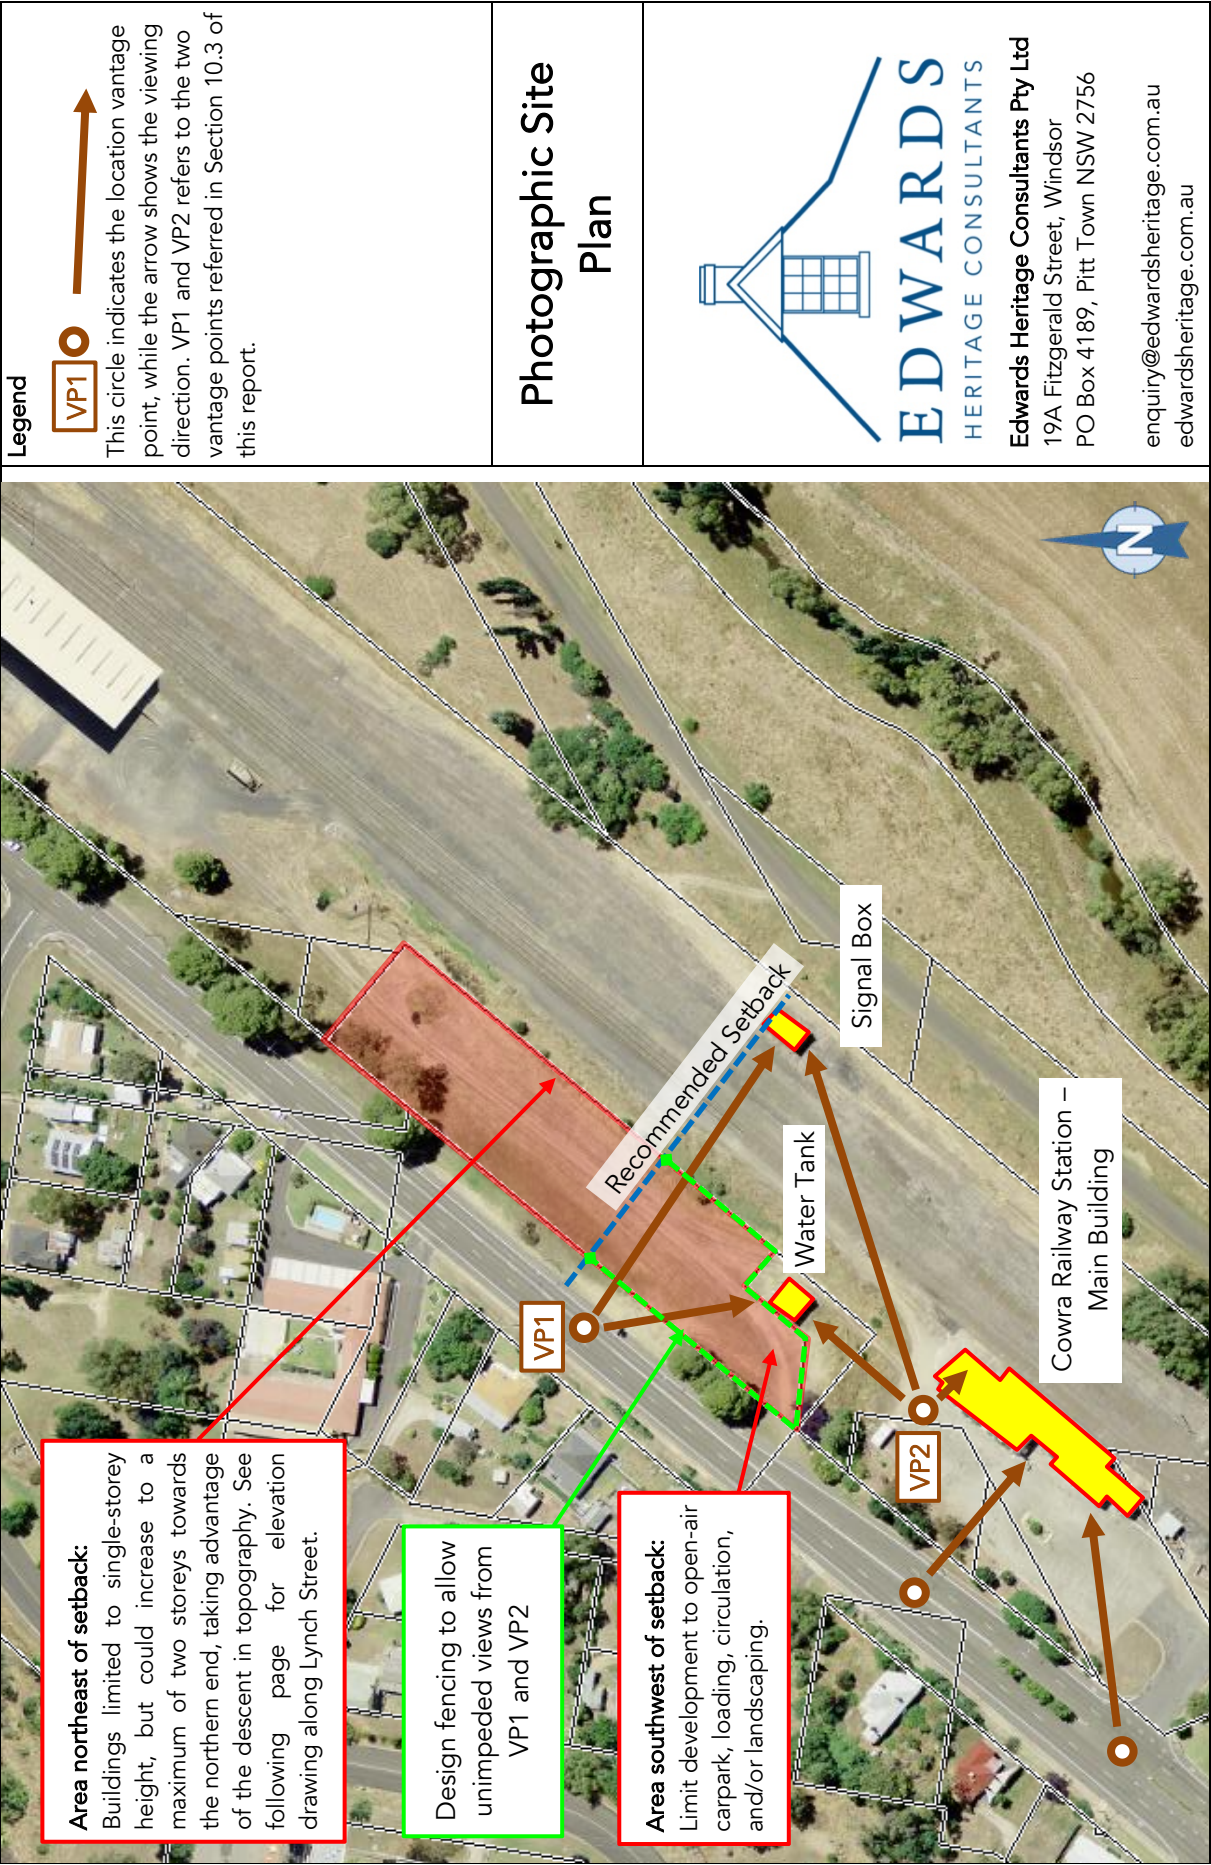 Area northeast of setback:
Buildings limited to single-storey
height, but could increase to a
maximum of two storeys towards
the northern end, taking advantage
of the descent in topography. See
following page for elevation
drawing along Lynch Street.
Design fencing to allow
unimpeded views from
VP1 and VP2
Area southwest of setback:
Limit development to open-air
carpark, loading, circulation,
and/or landscaping.
VP1
VP2
Recommended Setback
Water Tank
Signal Box
Cowra Railway Station –
Main Building
N
Legend
VP1
This circle indicates the location vantage
point, while the arrow shows the viewing
direction. VP1 and VP2 refers to the two
vantage points referred in Section 10.3 of
this report.
Photographic Site
Plan
EDWARDS
HERITAGE CONSULTANTS
Edwards Heritage Consultants Pty Ltd
19A Fitzgerald Street, Windsor
PO Box 4189, Pitt Town NSW 2756
enquiry@edwardsheritage.com.au
edwardsheritage.com.au